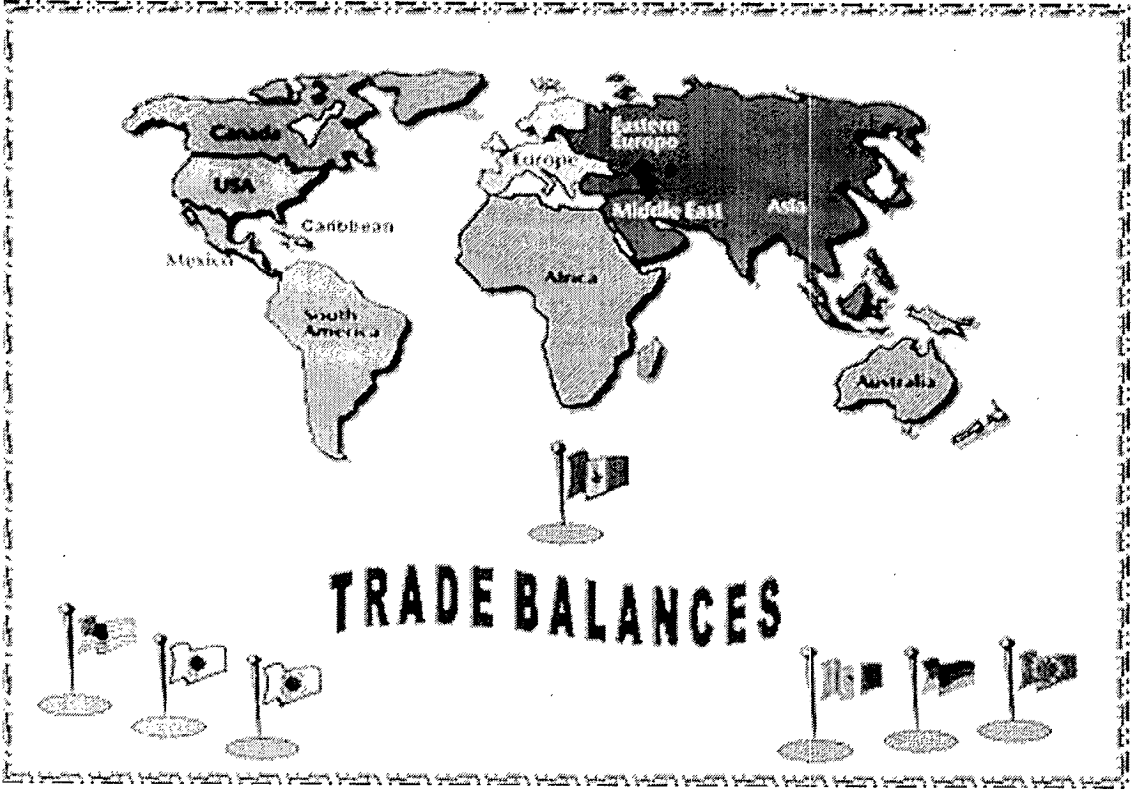 Canada
USA
Caribbean
Mexico
South
America
Europe
Eastern
Europe
Middle East
Asia
Africa
Australia
TRADE BALANCES